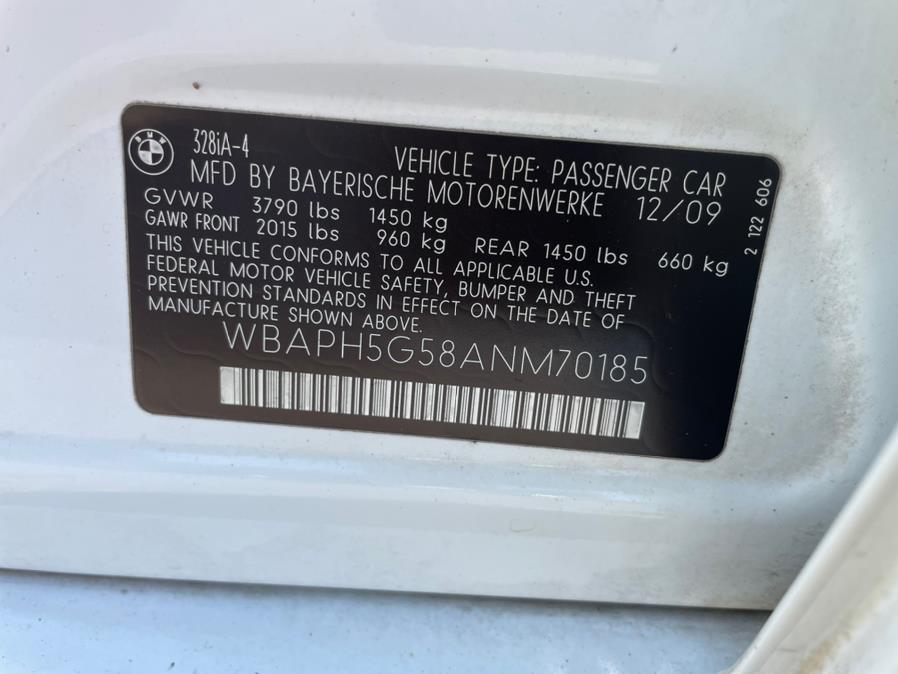 BMW
328iA-4
VEHICLE TYPE: PASSENGER CAR
MFD BY BAYERISCHE MOTORENWERKE 12/09
GVWR 3790 lbs 1450 kg
GAWR FRONT 2015 lbs 960 kg REAR 1450 lbs 660 kg
THIS VEHICLE CONFORMS TO ALL APPLICABLE U.S.
FEDERAL MOTOR VEHICLE SAFETY, BUMPER AND THEFT
PREVENTION STANDARDS IN EFFECT ON THE DATE OF
MANUFACTURE SHOWN ABOVE.
WBAPH5G58ANM70185
2 122 606